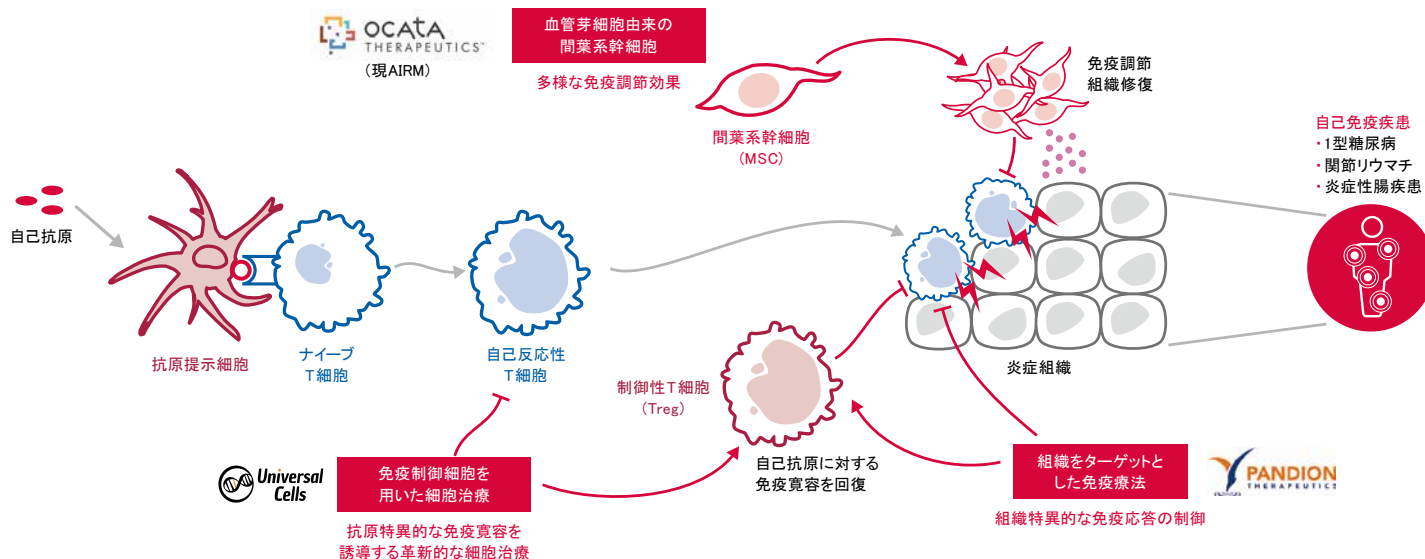 OCATA
THERAPEUTICS™
（現AIRM）
血管芽細胞由来の
間葉系幹細胞
多様な免疫調節効果
間葉系幹細胞
（MSC）
免疫調節
組織修復
自己免疫疾患
・1型糖尿病
・関節リウマチ
・炎症性腸疾患
自己抗原
抗原提示細胞
ナイーブ
T細胞
自己反応性
T細胞
制御性T細胞
（Treg）
炎症組織
自己抗原に対する
免疫寛容を回復
Universal
Cells
免疫制御細胞を
用いた細胞治療
抗原特異的な免疫寛容を
誘導する革新的な細胞治療
組織をターゲットと
した免疫療法
組織特異的な免疫応答の制御
PANDION
THERAPEUTICS